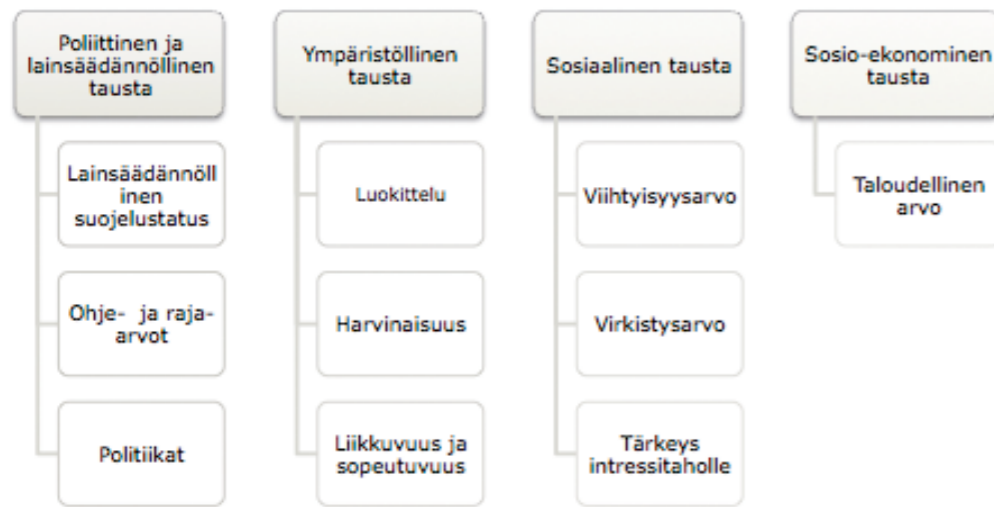 Poliittinen ja
lainsäädännöllinen
tausta
Lainsäädännöll
inen
suojelustatus
Ohje- ja raja-
arvot
Politiikat
Ympäristöllinen
tausta
Luokittelu
Harvinaisuus
Liikkuvuus ja
sopeutuvuus
Sosiaalinen tausta
Viihtyisyysarvo
Virkistysarvo
Tärkeys
intressitaholle
Sosio-ekonominen
tausta
Taloudellinen
arvo